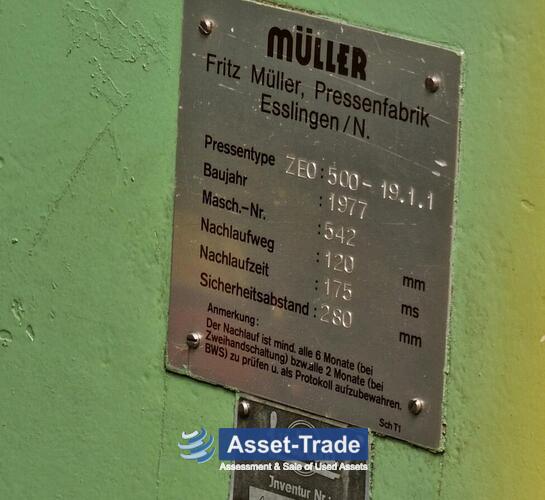 MÜLLER
Fritz Müller, Pressenfabrik
Esslingen/N.
Pressentype ZEO : 500 - 19.1.1
Baujahr : 1977
Masch.-Nr. : 542
Nachlaufweg : 120 mm
Nachlaufzeit : 175 ms
Sicherheitsabstand : 280 mm
Anmerkung:
Der Nachlauf ist mind. alle 6 Monate (bei
Zweihandschaltung) bzw. alle 2 Monate (bei
BWS) zu prüfen u. als Protokoll aufzubewahren.
Sch T1
Asset-Trade
Assessment & Sale of Used Assets
Inventur Nr.